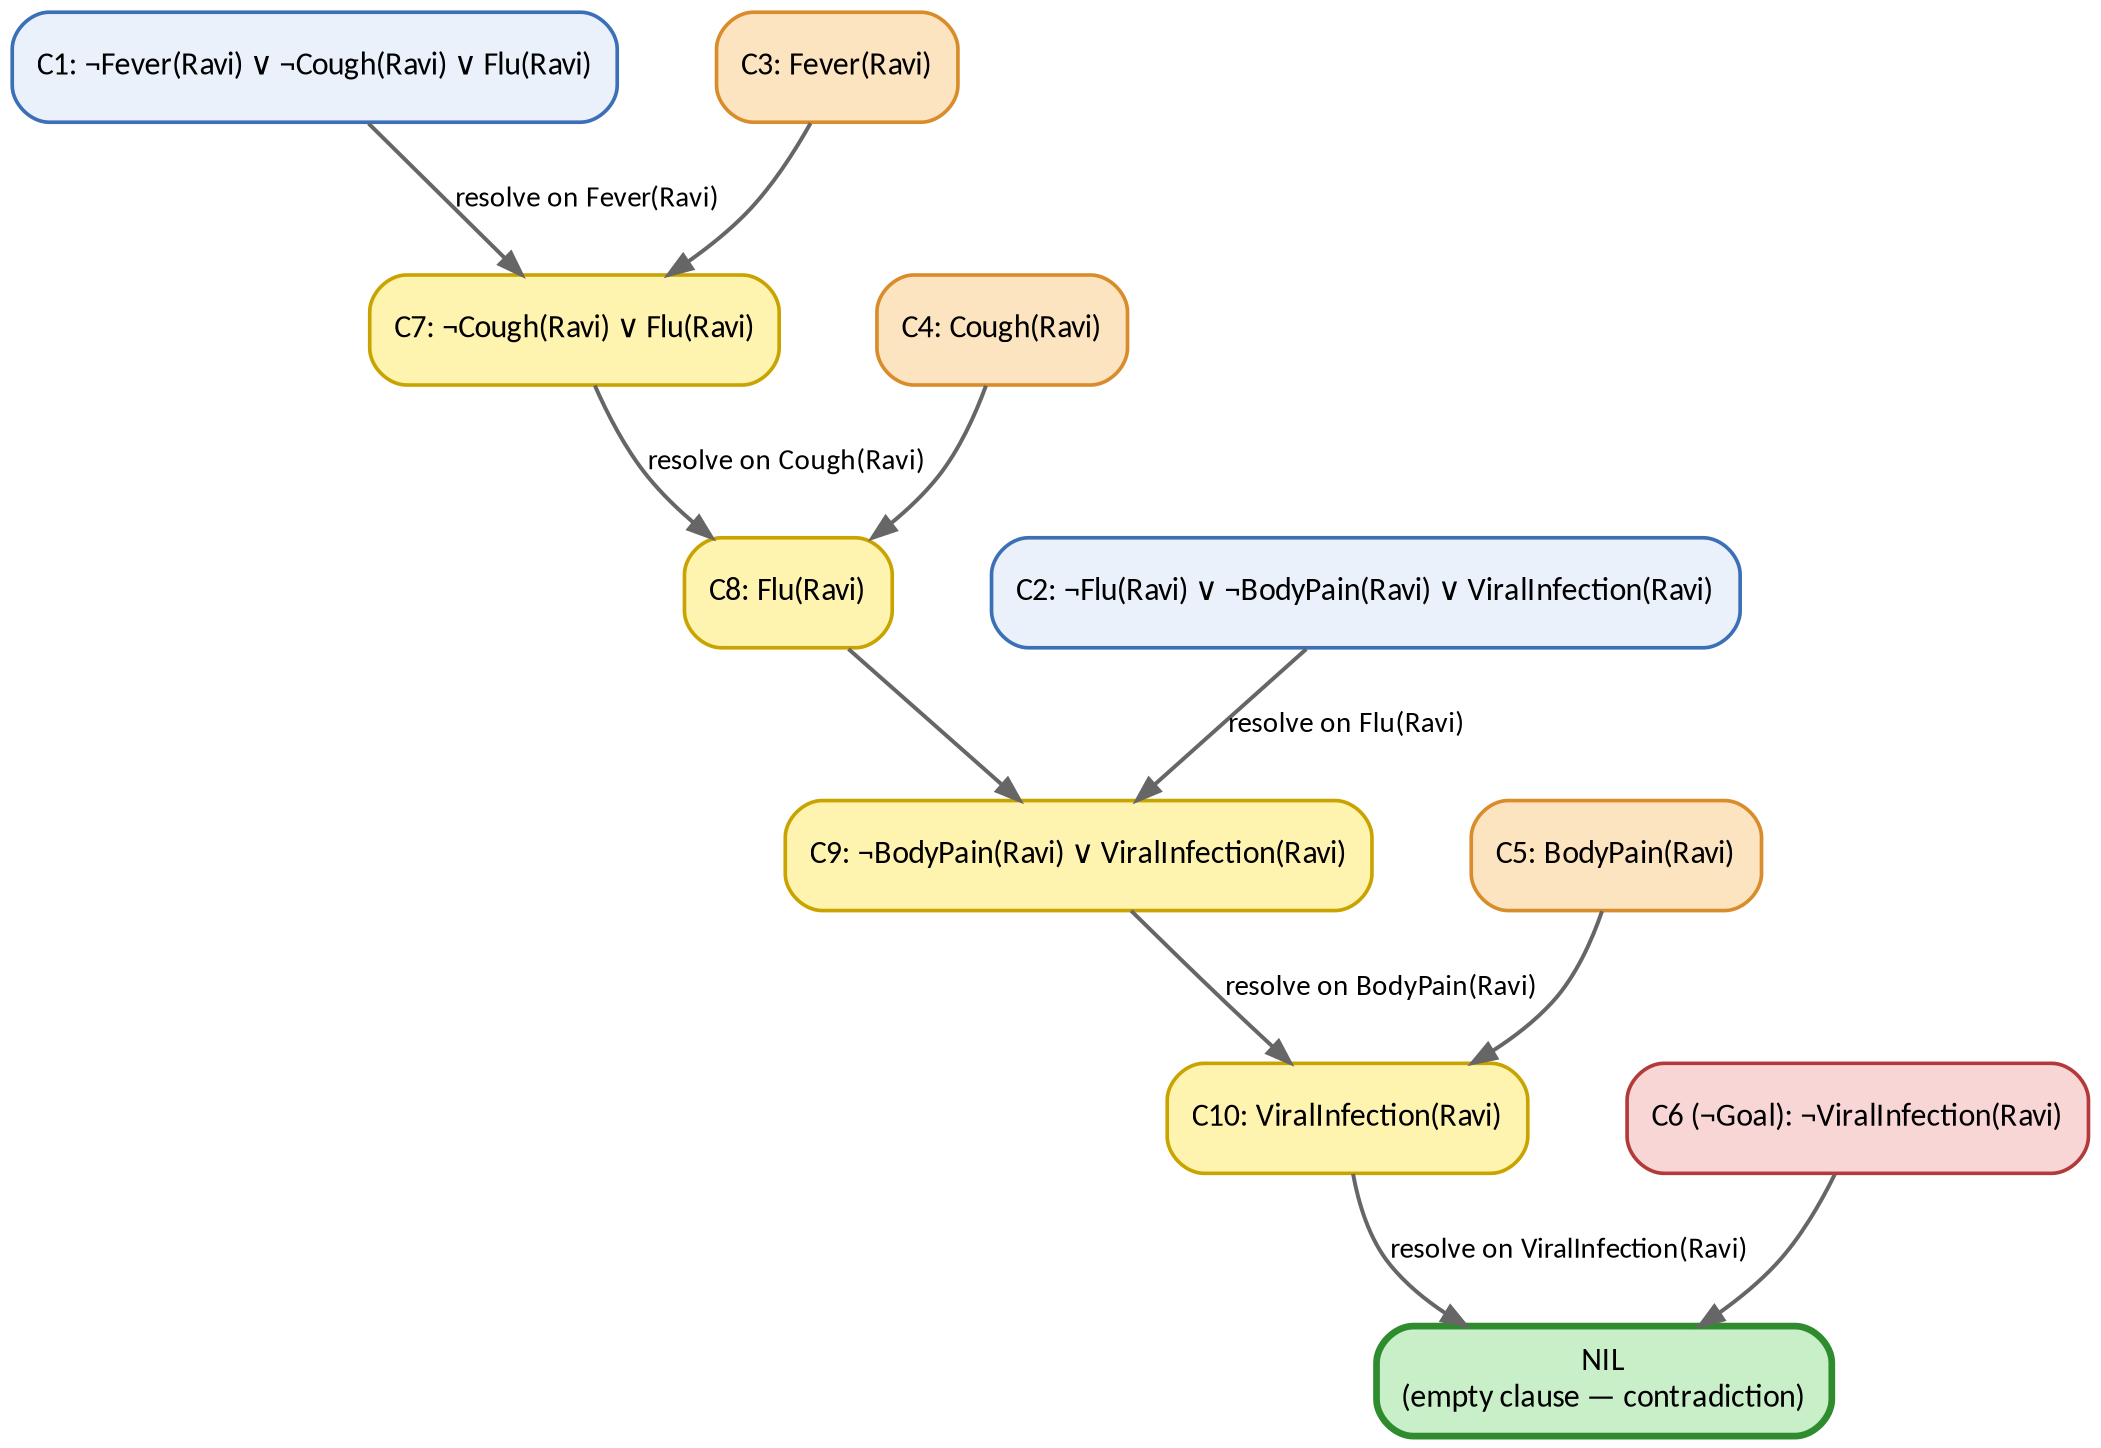 C1: ¬Fever(Ravi) ∨ ¬Cough(Ravi) ∨ Flu(Ravi)
C3: Fever(Ravi)
resolve on Fever(Ravi)
C7: ¬Cough(Ravi) ∨ Flu(Ravi)
C4: Cough(Ravi)
resolve on Cough(Ravi)
C8: Flu(Ravi)
C2: ¬Flu(Ravi) ∨ ¬BodyPain(Ravi) ∨ ViralInfection(Ravi)
resolve on Flu(Ravi)
C9: ¬BodyPain(Ravi) ∨ ViralInfection(Ravi)
C5: BodyPain(Ravi)
resolve on BodyPain(Ravi)
C10: ViralInfection(Ravi)
C6 (¬Goal): ¬ViralInfection(Ravi)
resolve on ViralInfection(Ravi)
NIL
(empty clause — contradiction)